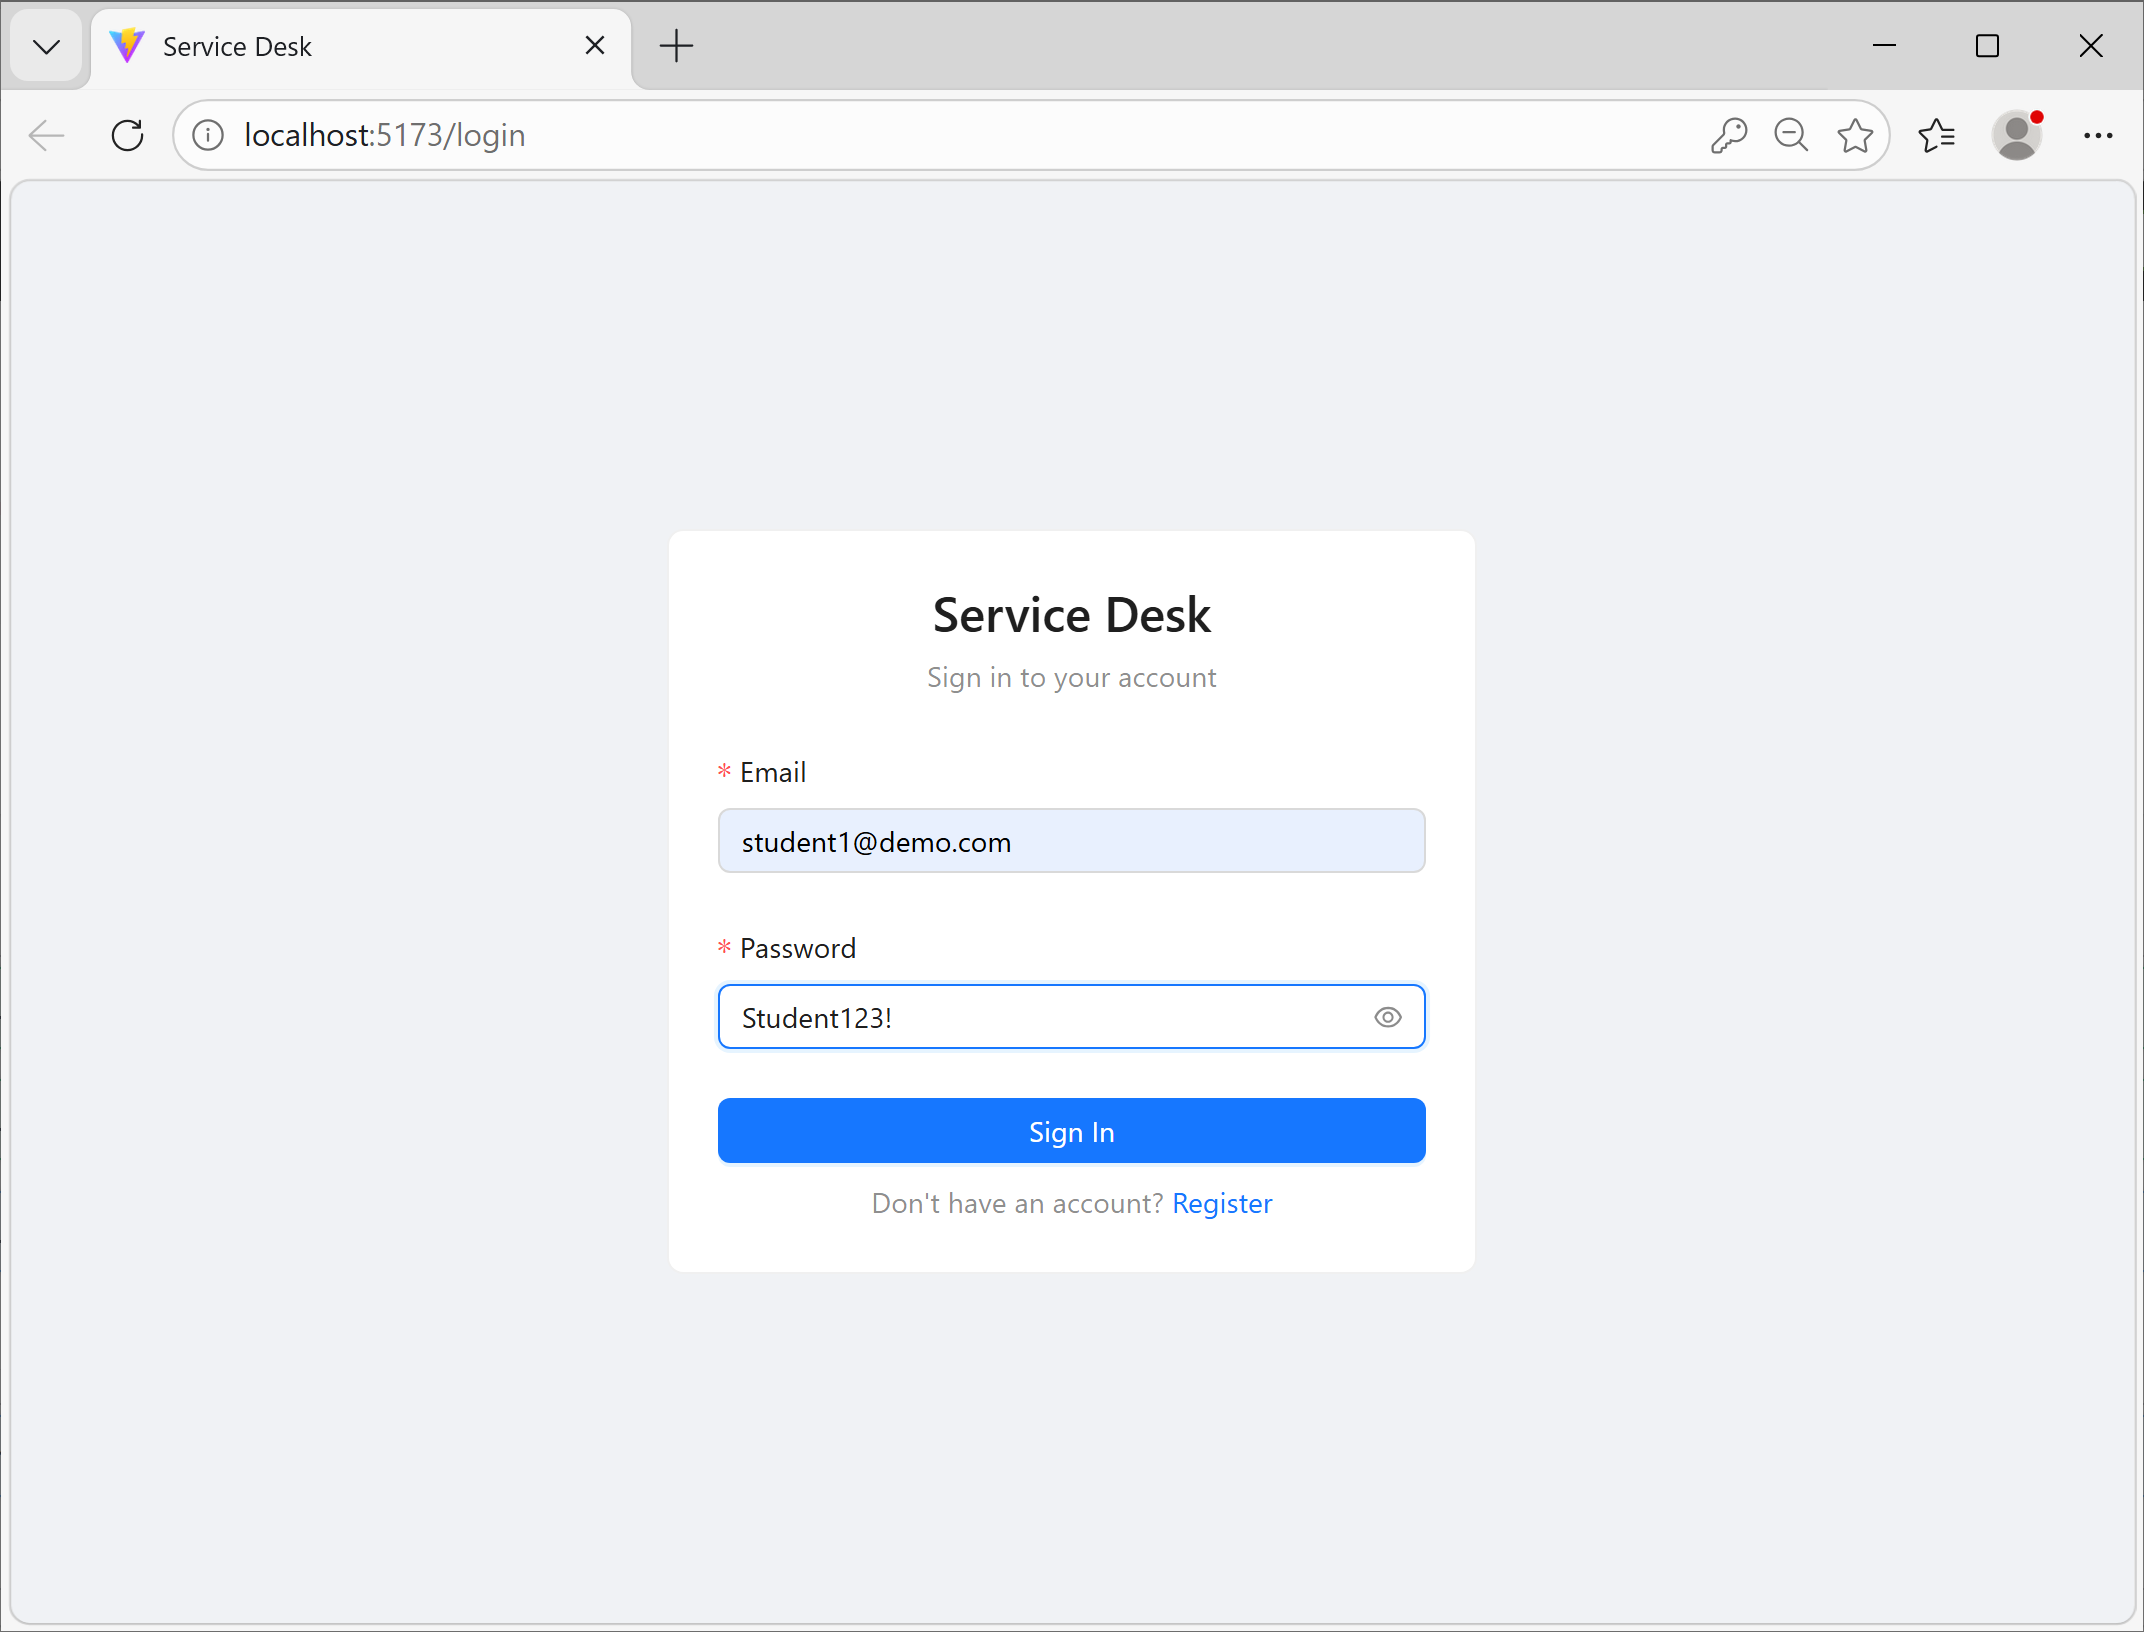 Service Desk
localhost:5173/login
Service Desk
Sign in to your account
* Email
student1@demo.com
* Password
Student123!
Sign In
Don't have an account? Register